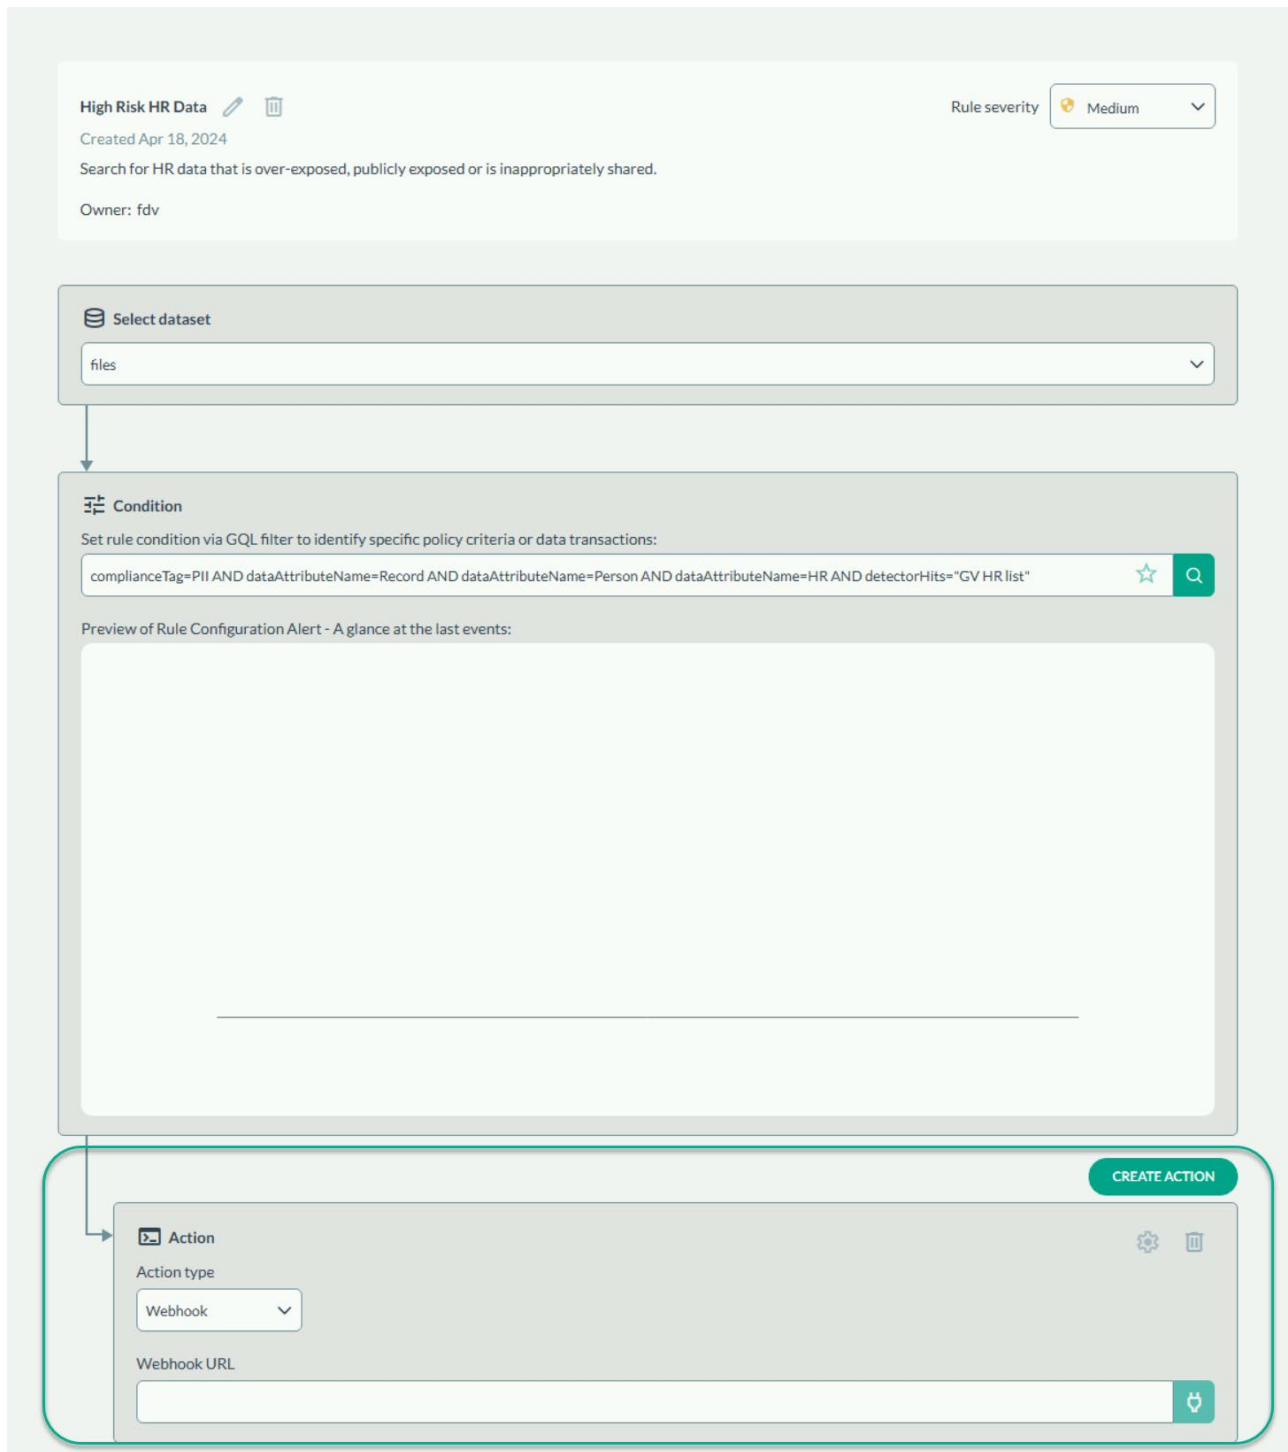 High Risk HR Data
Rule severity
Medium
Created Apr 18, 2024
Search for HR data that is over-exposed, publicly exposed or is inappropriately shared.
Owner: fdv
Select dataset
files
Condition
Set rule condition via GQL filter to identify specific policy criteria or data transactions:
complianceTag=PII AND dataAttributeName=Record AND dataAttributeName=Person AND dataAttributeName=HR AND detectorHits="GV HR list"
Preview of Rule Configuration Alert - A glance at the last events:
CREATE ACTION
Action
Action type
Webhook
Webhook URL